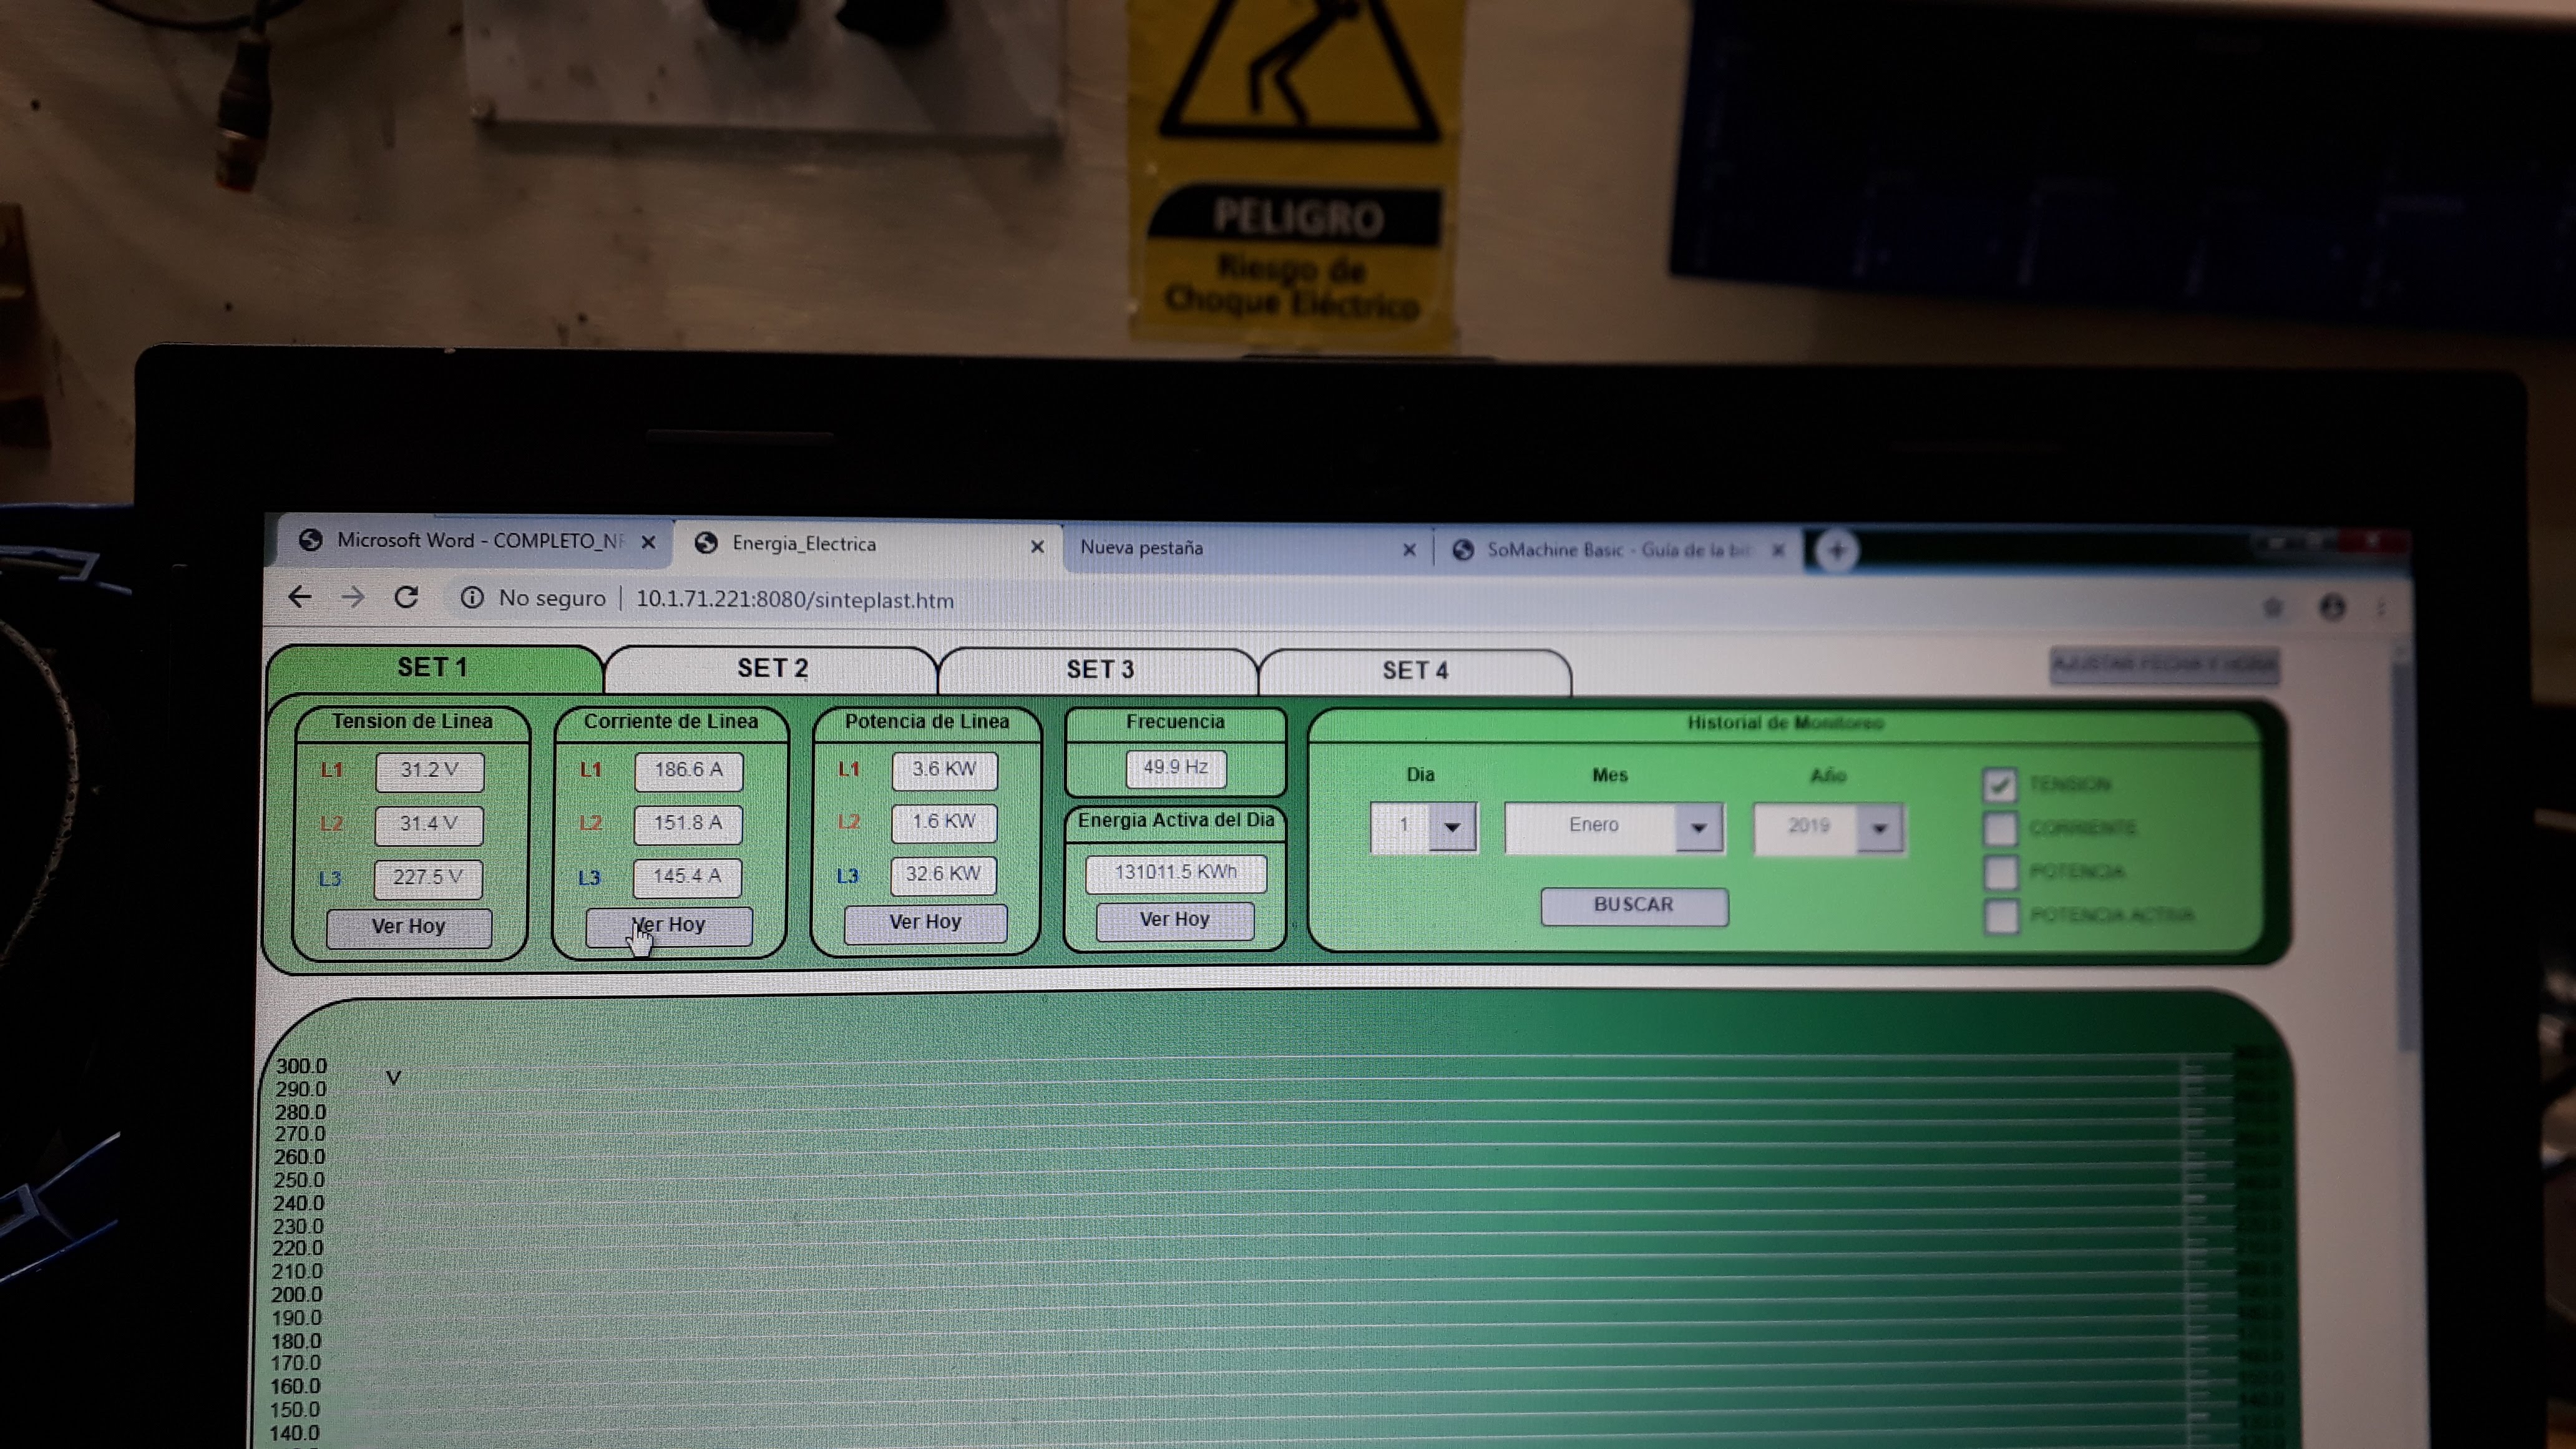 PELIGRO
Riesgo de
Choque Eléctrico
Microsoft Word - COMPLETO_NF
Energia_Electrica
Nueva pestaña
SoMachine Basic - Guía de la bib
No seguro | 10.1.71.221:8080/sinteplast.htm
SET 1
SET 2
SET 3
SET 4
AJUSTAR FECHA Y HORA
Tension de Linea
L1 31.2 V
L2 31.4 V
L3 227.5 V
Ver Hoy
Corriente de Linea
L1 186.6 A
L2 151.8 A
L3 145.4 A
Ver Hoy
Potencia de Linea
L1 3.6 KW
L2 1.6 KW
L3 32.6 KW
Ver Hoy
Frecuencia
49.9 Hz
Energia Activa del Dia
131011.5 KWh
Ver Hoy
Historial de Monitoreo
Dia Mes Año
1 Enero 2019
BUSCAR
TENSION
CORRIENTE
POTENCIA
POTENCIA ACTIVA
V
300.0
290.0
280.0
270.0
260.0
250.0
240.0
230.0
220.0
210.0
200.0
190.0
180.0
170.0
160.0
150.0
140.0